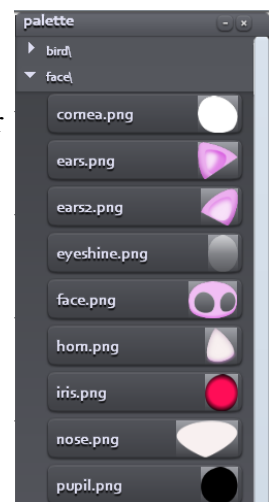 palette
bird\
face\
cornea.png
ears.png
ears2.png
eyeshine.png
face.png
horn.png
iris.png
nose.png
pupil.png